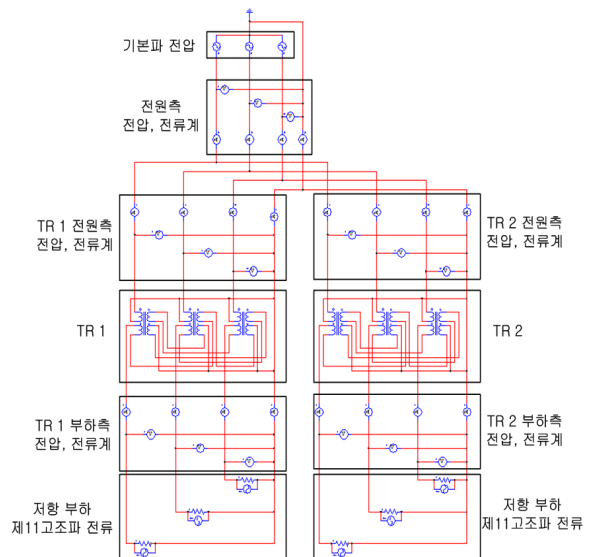 기본파 전압
전원측
전압, 전류계
TR 1 전원측
전압, 전류계
TR 2 전원측
전압, 전류계
TR 1
TR 2
TR 1 부하측
전압, 전류계
TR 2 부하측
전압, 전류계
저항 부하
제11고조파 전류
저항 부하
제11고조파 전류